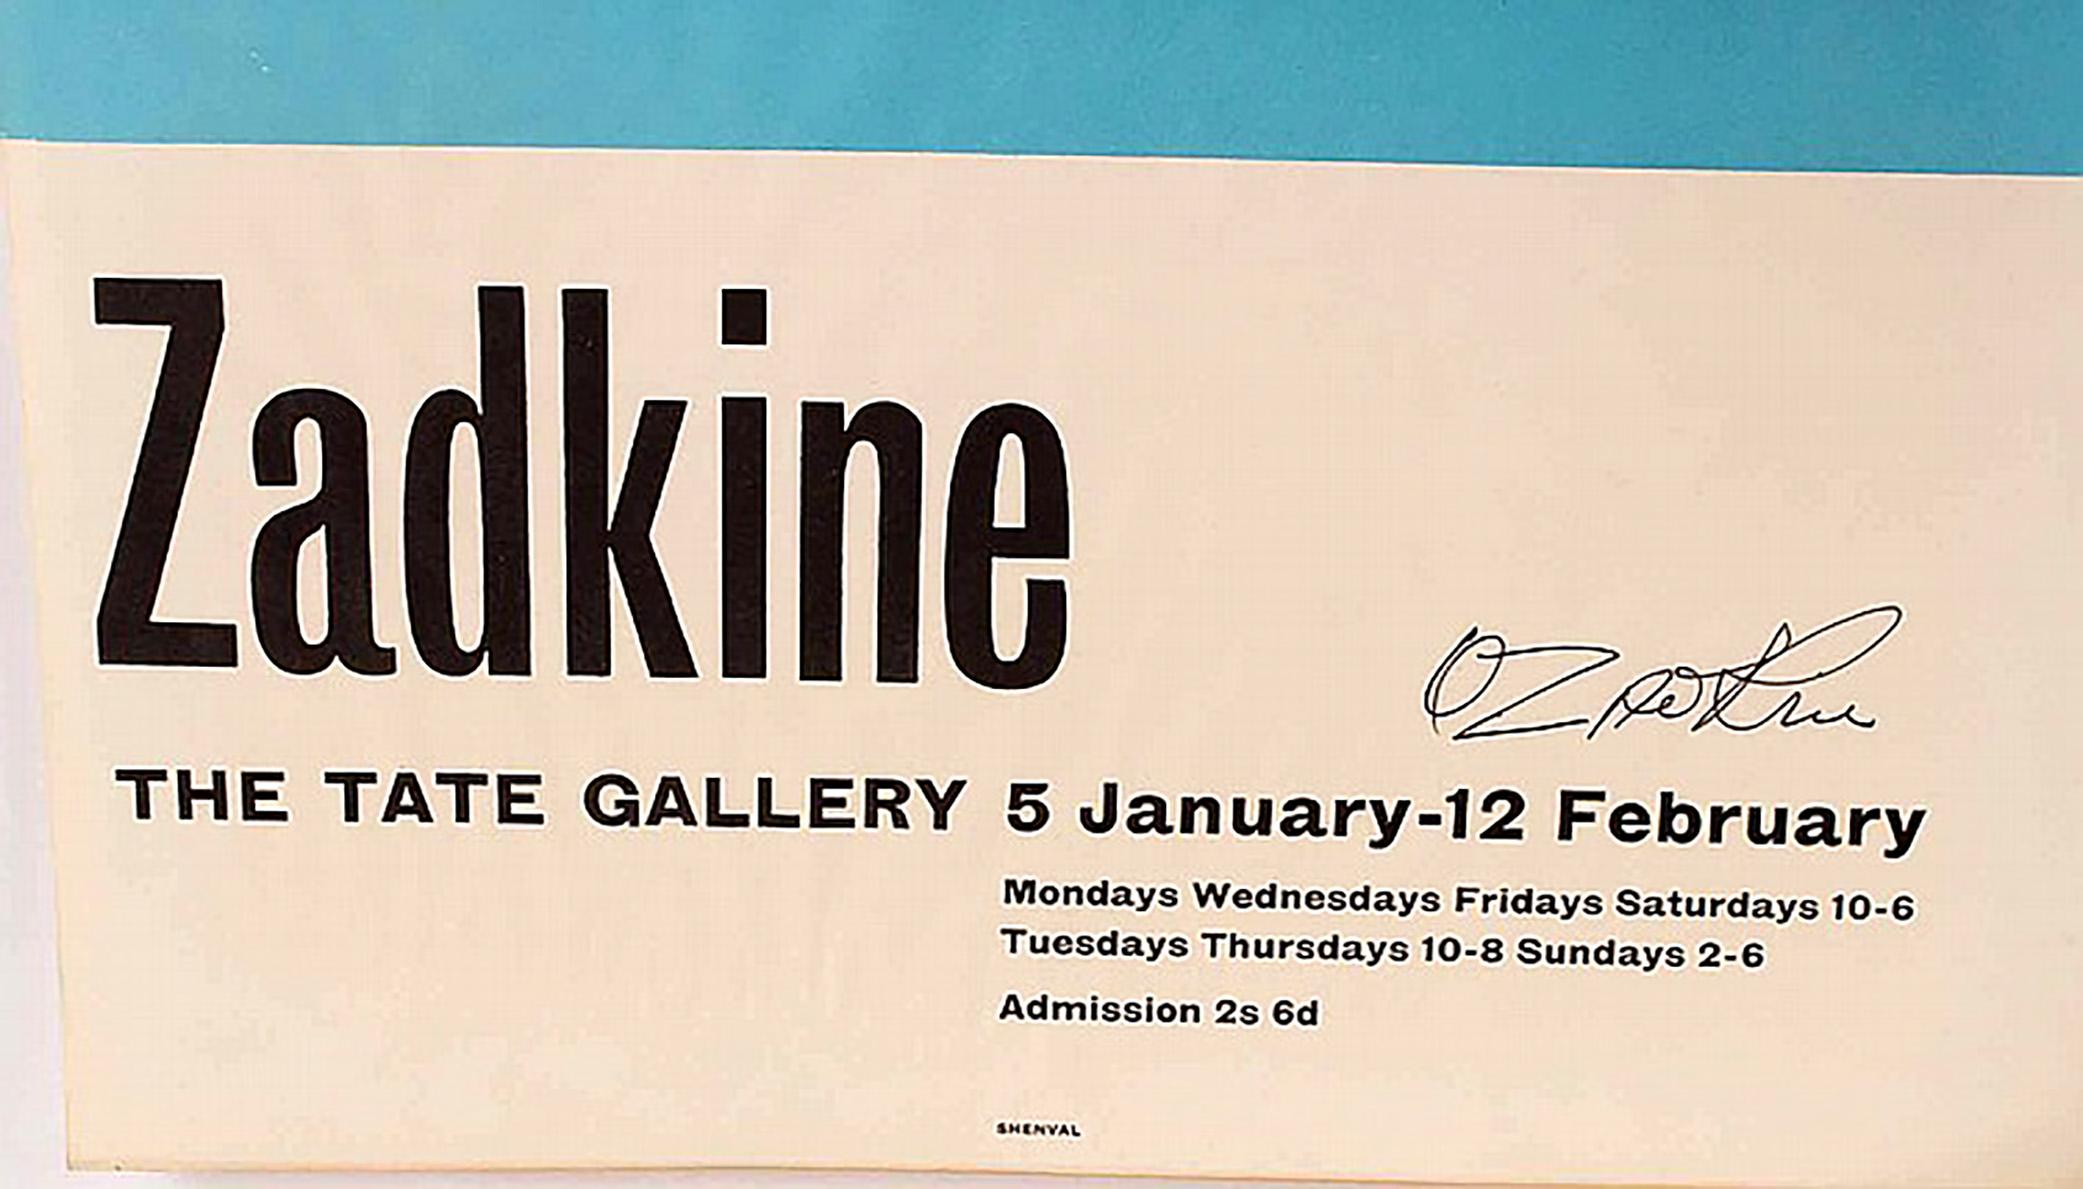 Zadkine
OZadkine
THE TATE GALLERY 5 January-12 February
Mondays Wednesdays Fridays Saturdays 10-6
Tuesdays Thursdays 10-8 Sundays 2-6
Admission 2s 6d
SHENVAL